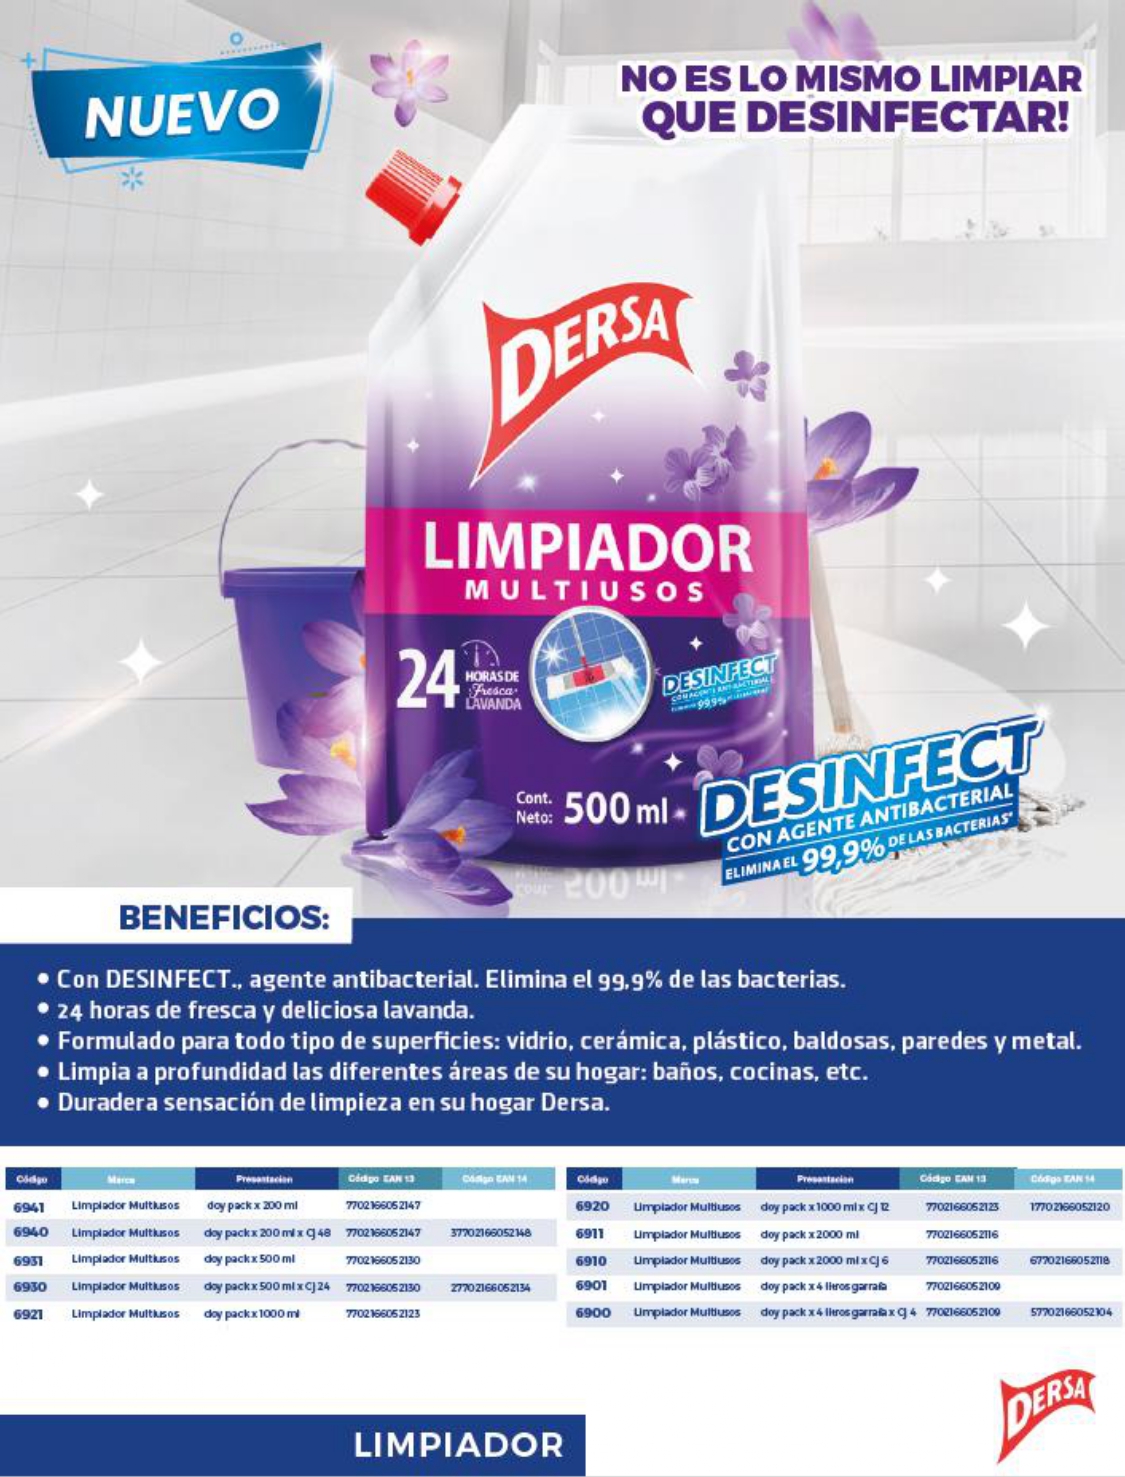 NUEVO
NO ES LO MISMO LIMPIAR
QUE DESINFECTAR!
DERSA
LIMPIADOR
MULTIUSOS
24 HORAS DE
Fresca
LAVANDA
DESINFECT
CON AGENTE ANTIBACTERIAL
99,9%
Cont.
Neto: 500 ml
DESINFECT
CON AGENTE ANTIBACTERIAL
ELIMINA EL 99,9% DE LAS BACTERIAS*
BENEFICIOS:
• Con DESINFECT., agente antibacterial. Elimina el 99,9% de las bacterias.
• 24 horas de fresca y deliciosa lavanda.
• Formulado para todo tipo de superficies: vidrio, cerámica, plástico, baldosas, paredes y metal.
• Limpia a profundidad las diferentes áreas de su hogar: baños, cocinas, etc.
• Duradera sensación de limpieza en su hogar Dersa.
Código Marca Presentacion Código EAN 13 Código EAN 14
6941 Limpiador Multiusos doy pack x 200 ml 7702166052147
6940 Limpiador Multiusos doy pack x 200 ml x CJ 48 7702166052147 37702166052148
6931 Limpiador Multiusos doy pack x 500 ml 7702166052130
6930 Limpiador Multiusos doy pack x 500 ml x CJ 24 7702166052130 27702166052134
6921 Limpiador Multiusos doy pack x 1000 ml 7702166052123
Código Marca Presentacion Código EAN 13 Código EAN 14
6920 Limpiador Multiusos doy pack x 1000 ml x CJ 12 7702166052123 17702166052120
6911 Limpiador Multiusos doy pack x 2000 ml 7702166052116
6910 Limpiador Multiusos doy pack x 2000 ml x CJ 6 7702166052116 67702166052118
6901 Limpiador Multiusos doy pack x 4 litros garrafa 7702166052109
6900 Limpiador Multiusos doy pack x 4 litros garrafa x CJ 4 7702166052109 57702166052104
DERSA
LIMPIADOR